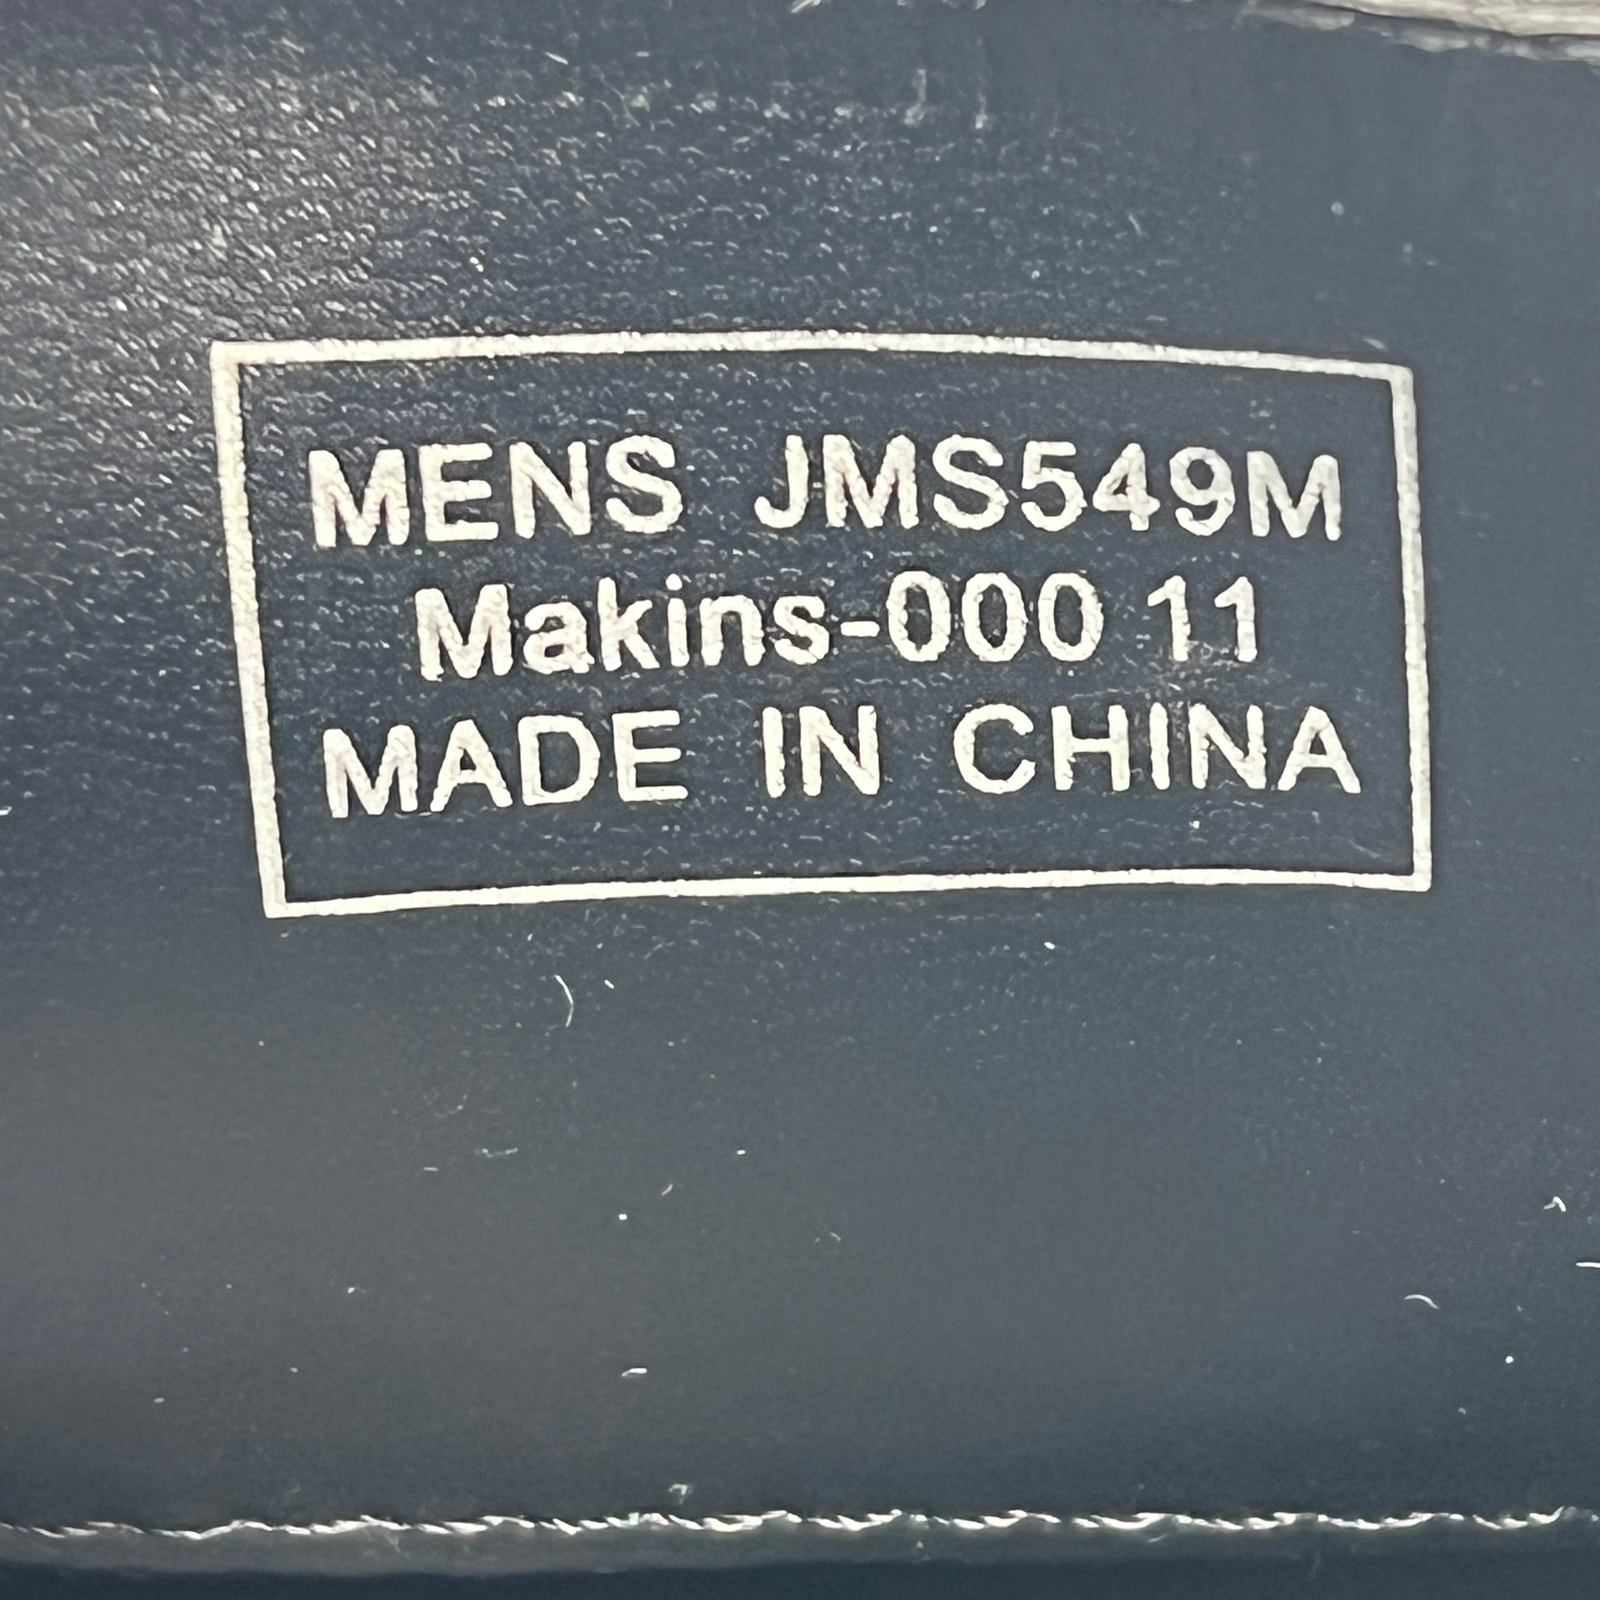 MENS JMS549M
Makins-000 11
MADE IN CHINA